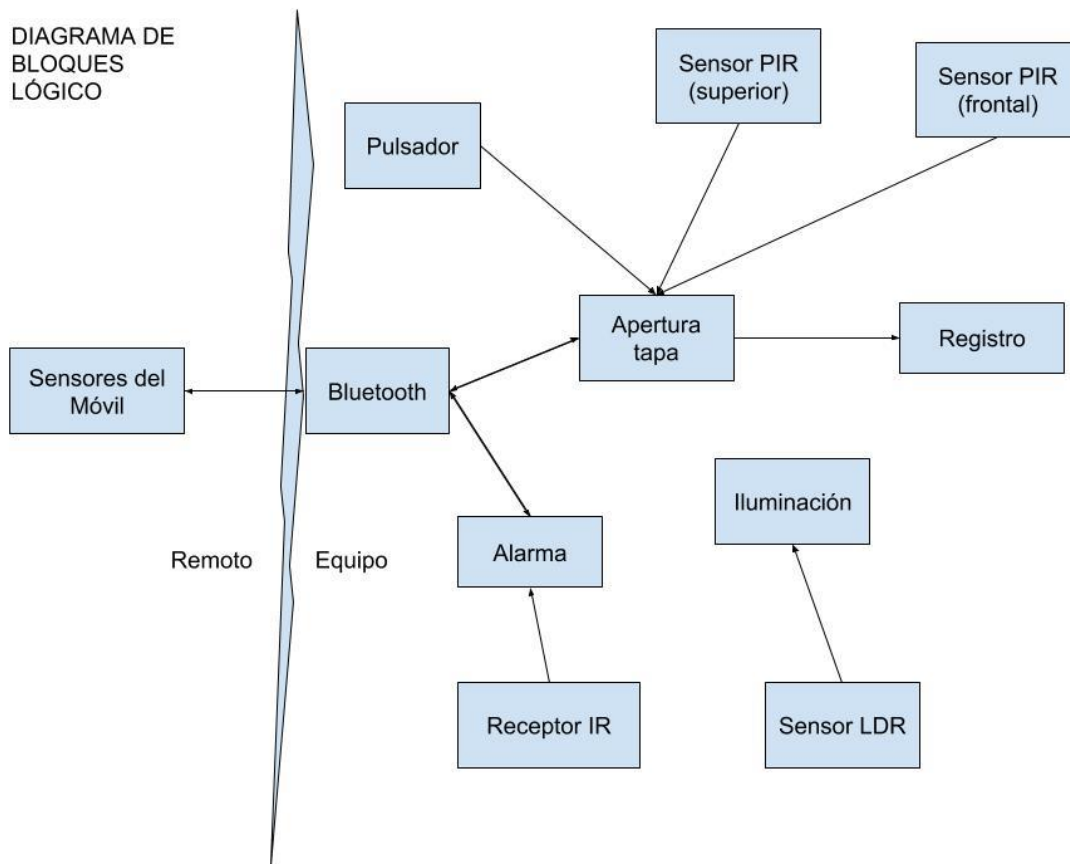 DIAGRAMA DE
BLOQUES
LÓGICO
Sensor PIR
(superior)
Sensor PIR
(frontal)
Pulsador
Apertura
tapa
Registro
Sensores del
Móvil
Bluetooth
Iluminación
Remoto
Equipo
Alarma
Receptor IR
Sensor LDR